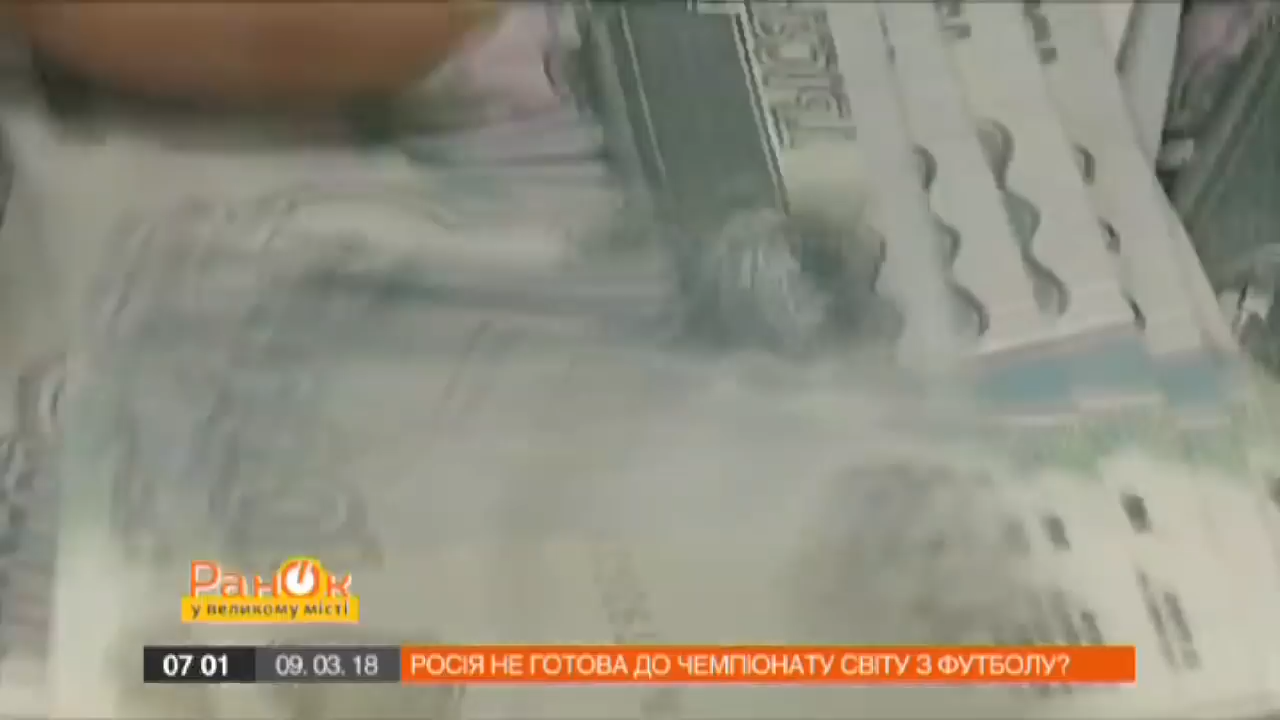 Ранок
у великому місті
07 01 09. 03. 18 РОСІЯ НЕ ГОТОВА ДО ЧЕМПІОНАТУ СВІТУ З ФУТБОЛУ?